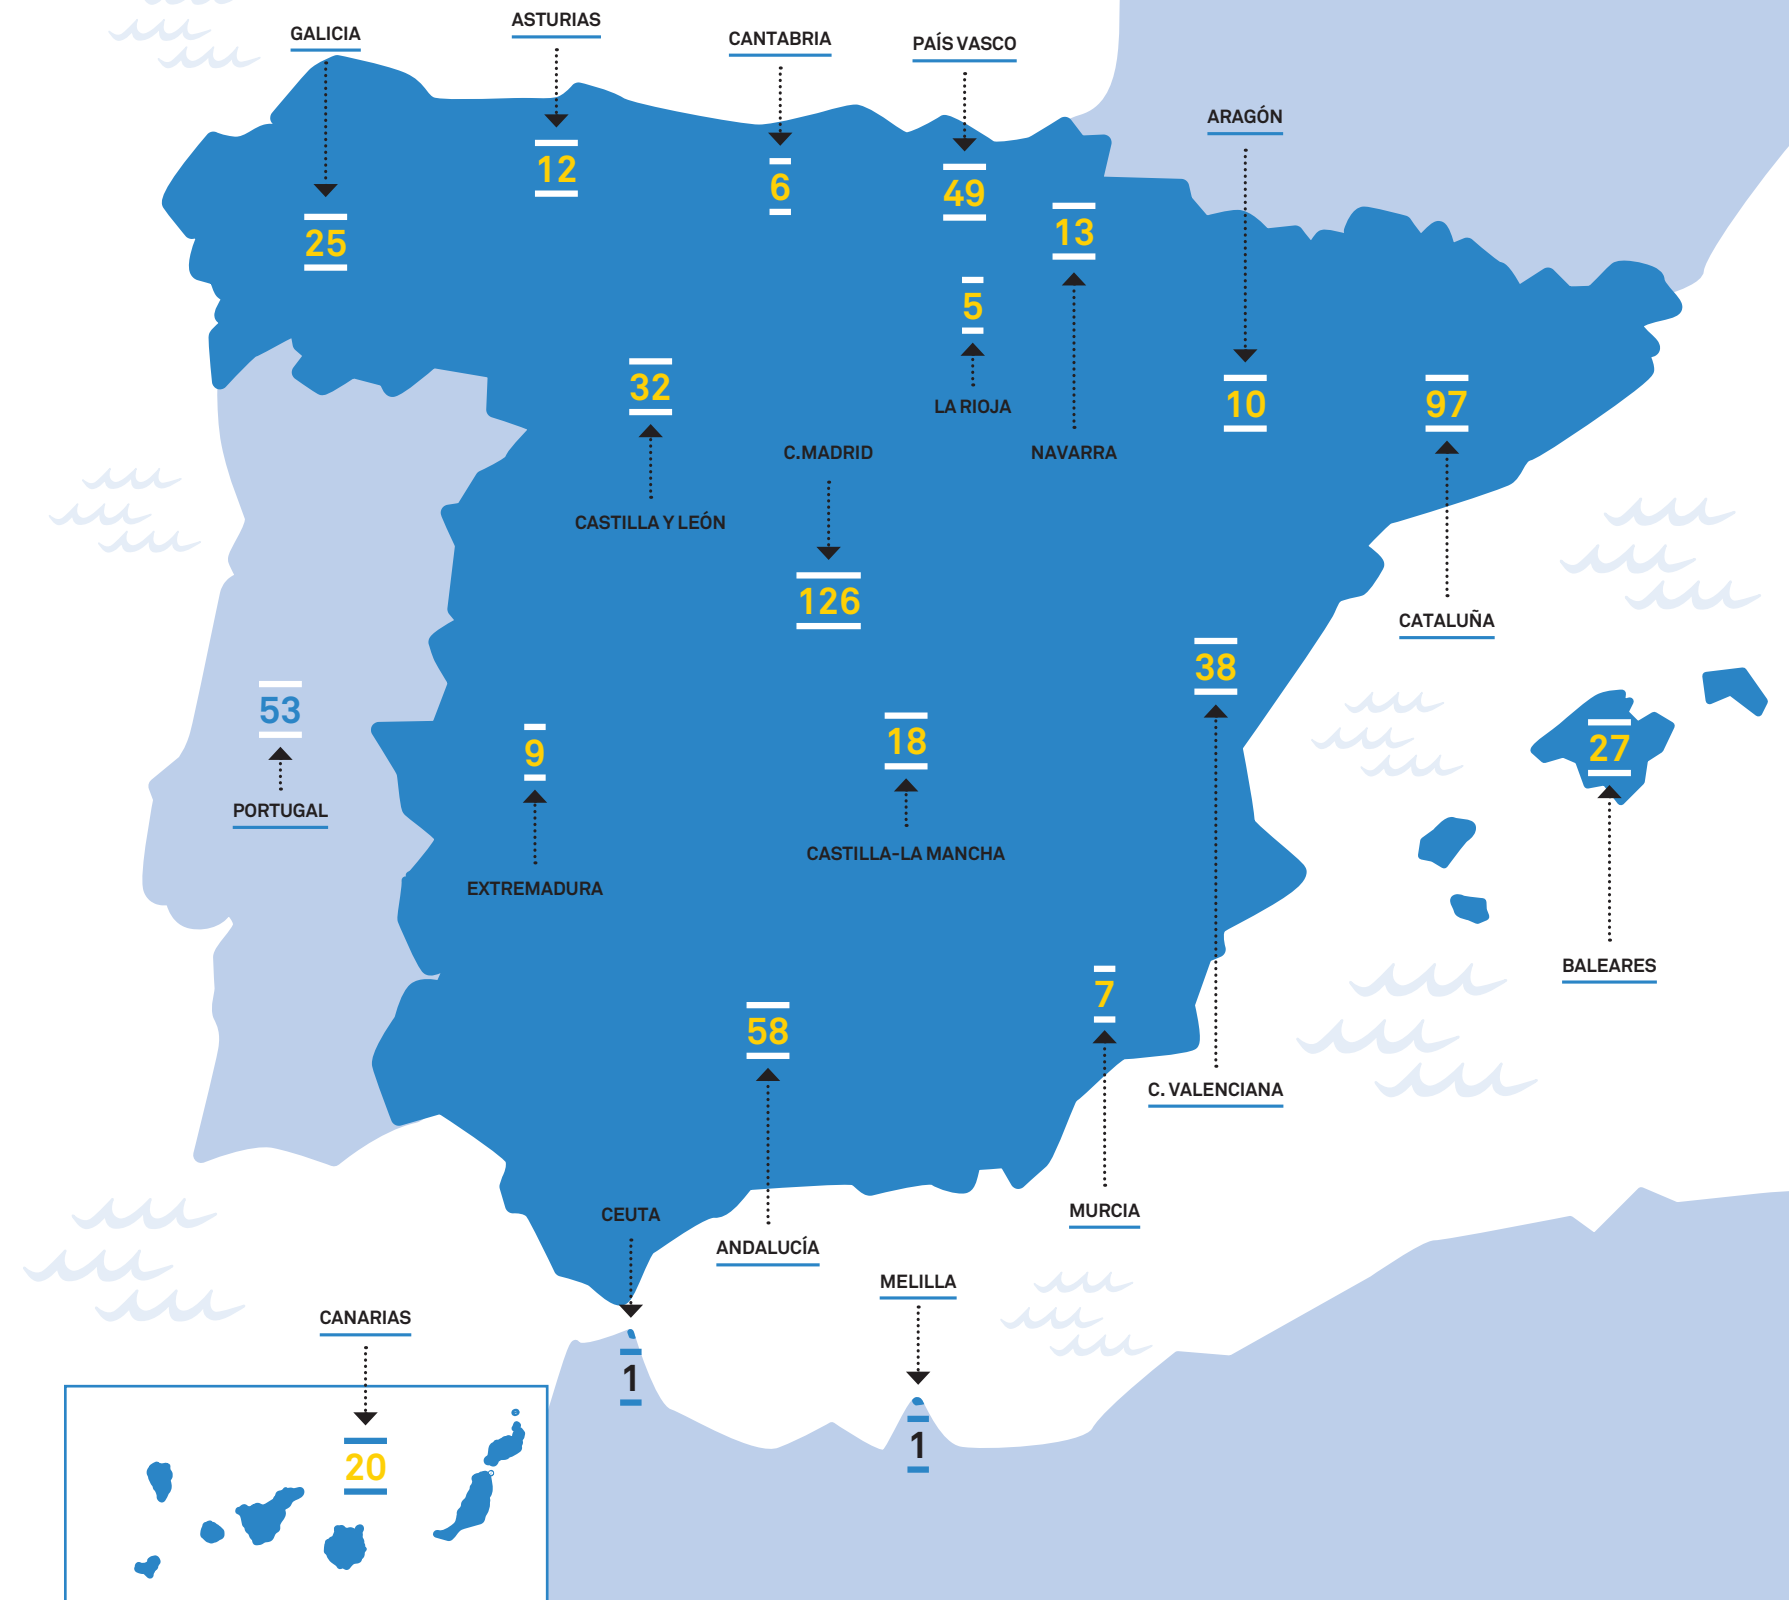 ASTURIAS
GALICIA
CANTABRIA
PAÍS VASCO
ARAGÓN
12
6
49
13
25
5
32
10
97
LA RIOJA
C.MADRID
NAVARRA
CASTILLA Y LEÓN
126
CATALUÑA
38
53
9
18
27
PORTUGAL
CASTILLA-LA MANCHA
EXTREMADURA
BALEARES
7
58
C. VALENCIANA
MURCIA
CEUTA
ANDALUCÍA
MELILLA
CANARIAS
1
1
20